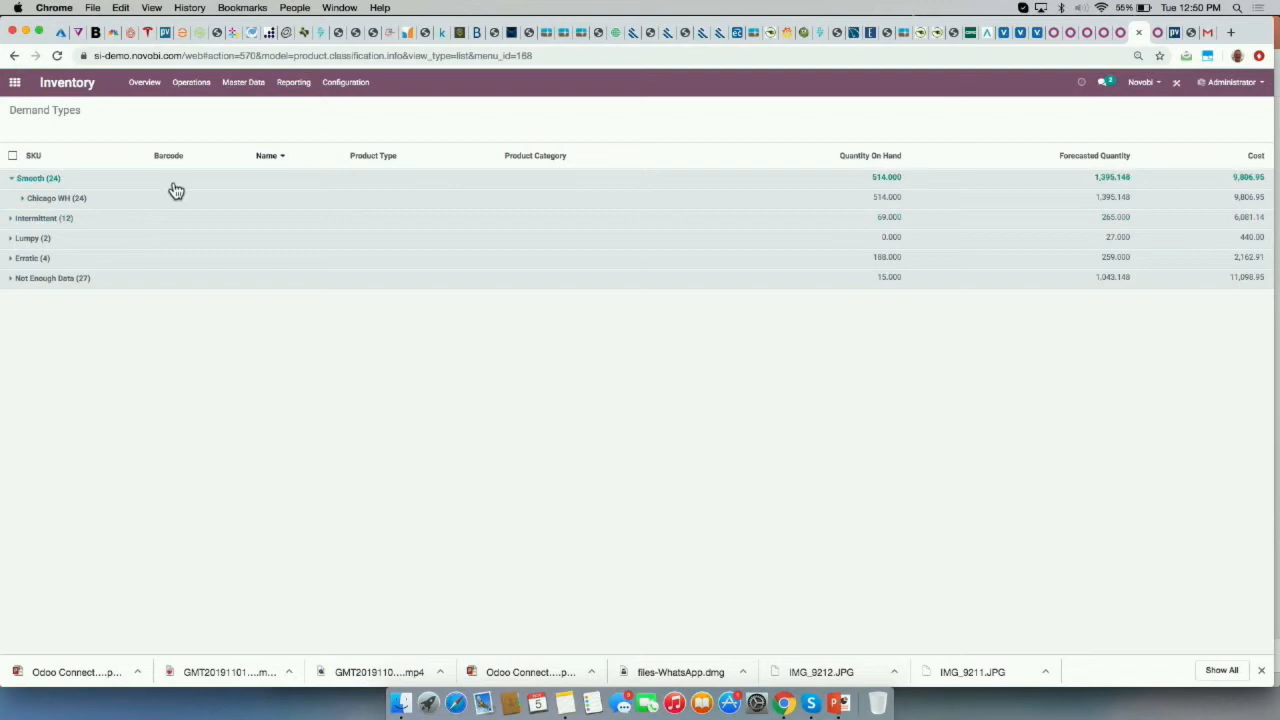 Chrome File Edit View History Bookmarks People Window Help 55% Tue 12:50 PM
si-demo.novobi.com/web#action=570&model=product.classification.info&view_type=list&menu_id=168
Inventory Overview Operations Master Data Reporting Configuration 2 Novobi Administrator
Demand Types
SKU Barcode Name Product Type Product Category Quantity On Hand Forecasted Quantity Cost
Smooth (24) 514.000 1,395.148 9,806.95
Chicago WH (24) 514.000 1,395.148 9,806.95
Intermittent (12) 69.000 265.000 6,081.14
Lumpy (2) 0.000 27.000 440.00
Erratic (4) 188.000 259.000 2,162.91
Not Enough Data (27) 15.000 1,043.148 11,098.95
Odoo Connect....p... GMT20191101....m... GMT2019110....mp4 Odoo Connect....p... files-WhatsApp.dmg IMG_9212.JPG IMG_9211.JPG Show All